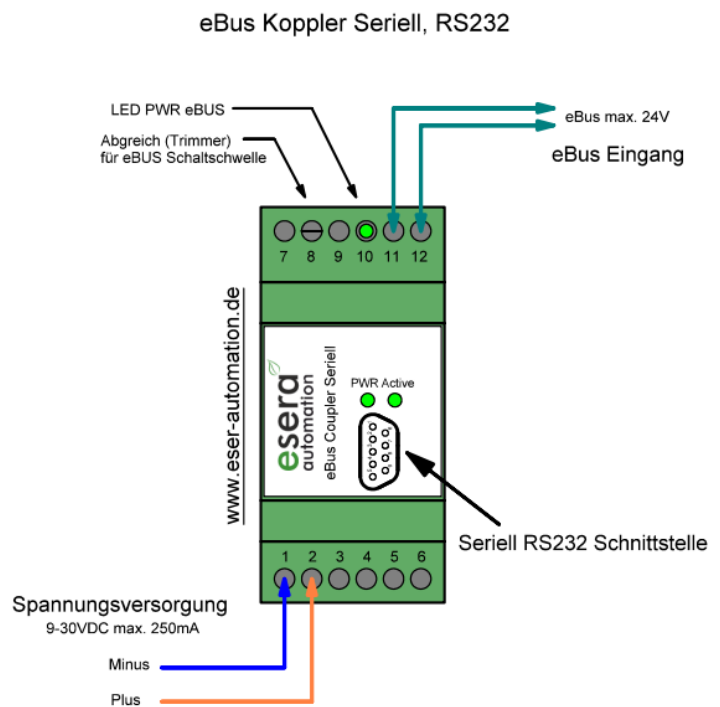 eBus Koppler Seriell, RS232
LED PWR eBUS
eBus max. 24V
Abgreich (Trimmer)
für eBUS Schaltschwelle
eBus Eingang
7 8 9 10 11 12
www.eser-automation.de
esera
automation
eBus Coupler Seriell
PWR Active
Seriell RS232 Schnittstelle
1 2 3 4 5 6
Spannungsversorgung
9-30VDC max. 250mA
Minus
Plus